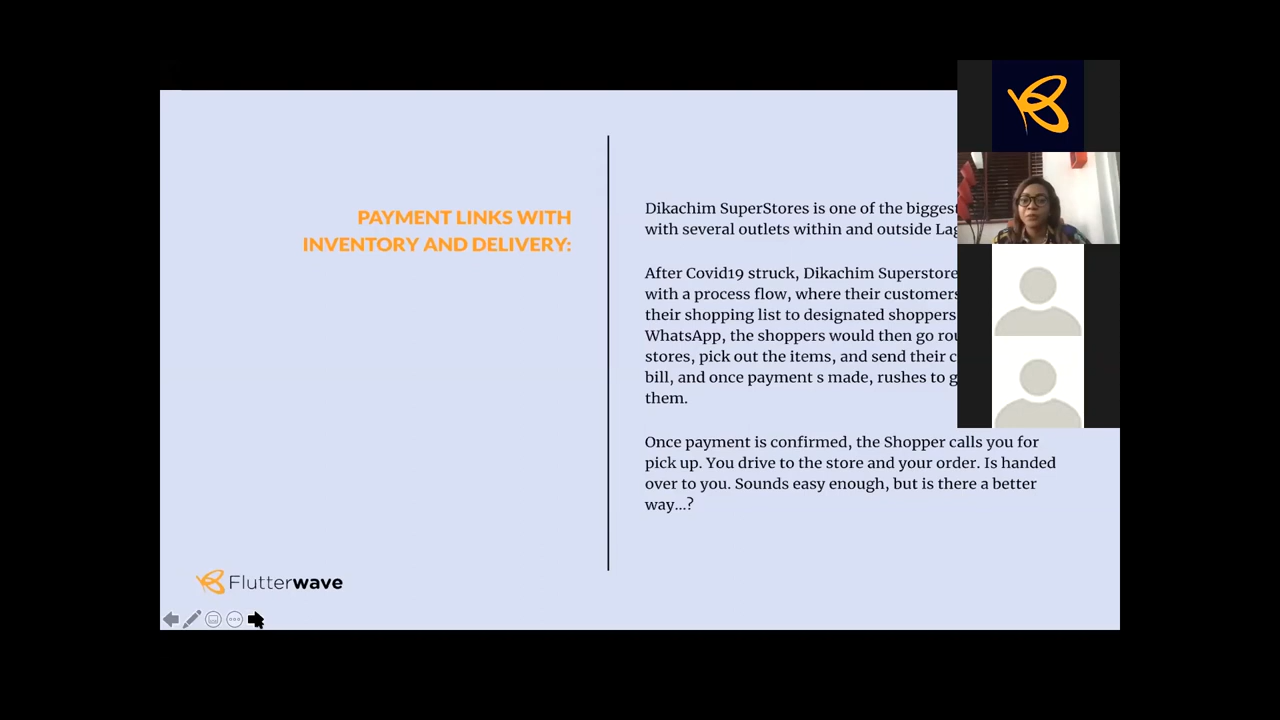 PAYMENT LINKS WITH
INVENTORY AND DELIVERY:
Dikachim SuperStores is one of the biggest
with several outlets within and outside
After Covid19 struck, Dikachim
with a process flow, where their customers
their shopping list to designated shoppers
WhatsApp, the shoppers would then go
stores, pick out the items, and send their
bill, and once payment s made, rushes to
them.
Once payment is confirmed, the Shopper calls you for
pick up. You drive to the store and your order. Is handed
over to you. Sounds easy enough, but is there a better
way...?
Flutterwave